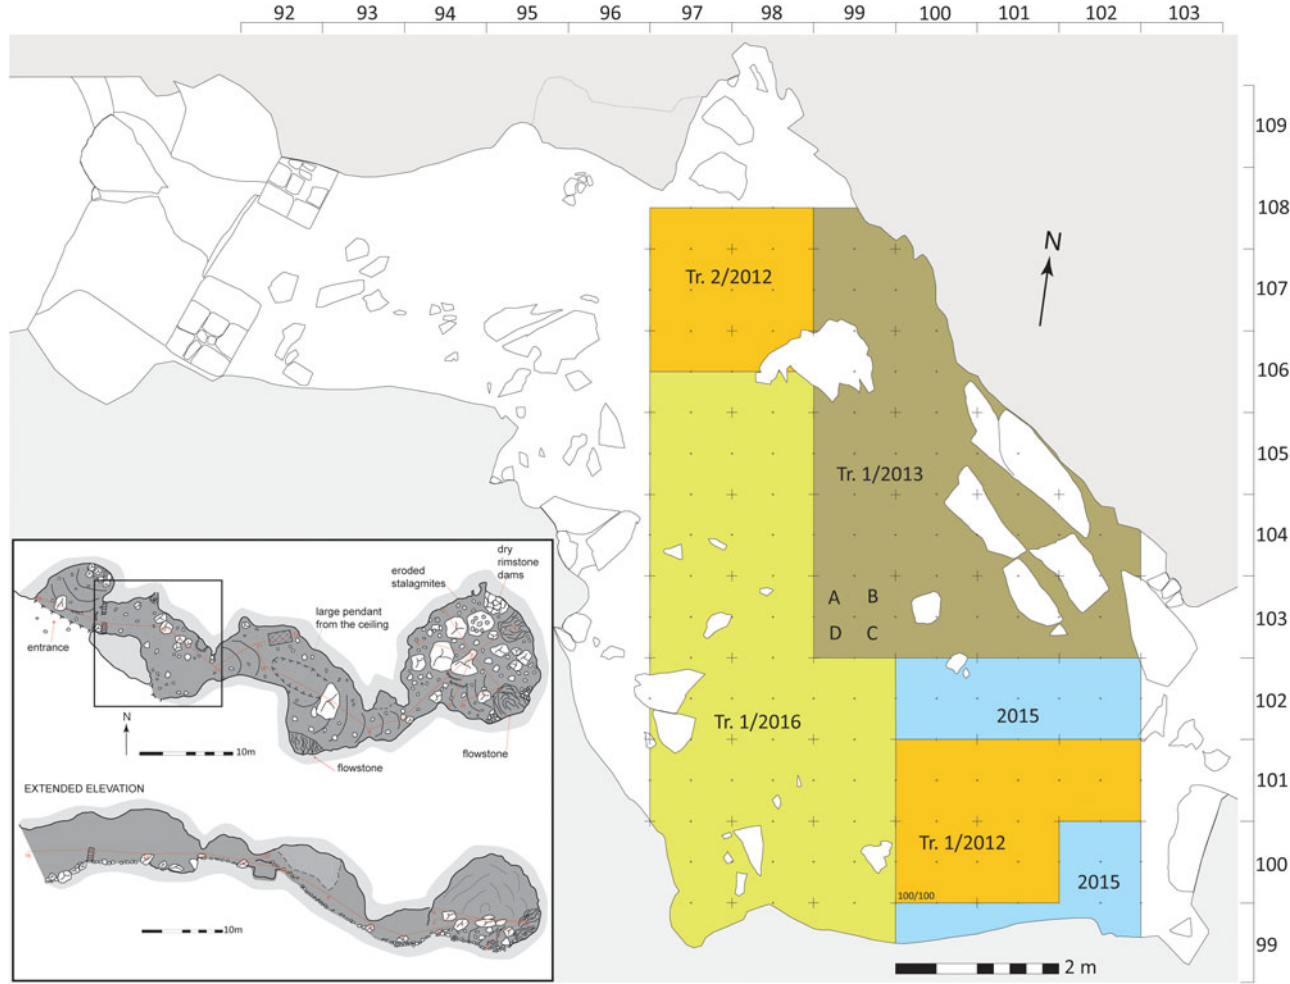 92 93 94 95 96 97 98 99 100 101 102 103
109
108
107
106
105
104
103
102
101
100
99
N
Tr. 2/2012
Tr. 1/2013
A B
D C
Tr. 1/2016
2015
Tr. 1/2012
2015
100/100
2 m
dry
rimstone
dams
eroded
stalagmites
large pendant
from the ceiling
entrance
N
10m
flowstone
flowstone
EXTENDED ELEVATION
10m